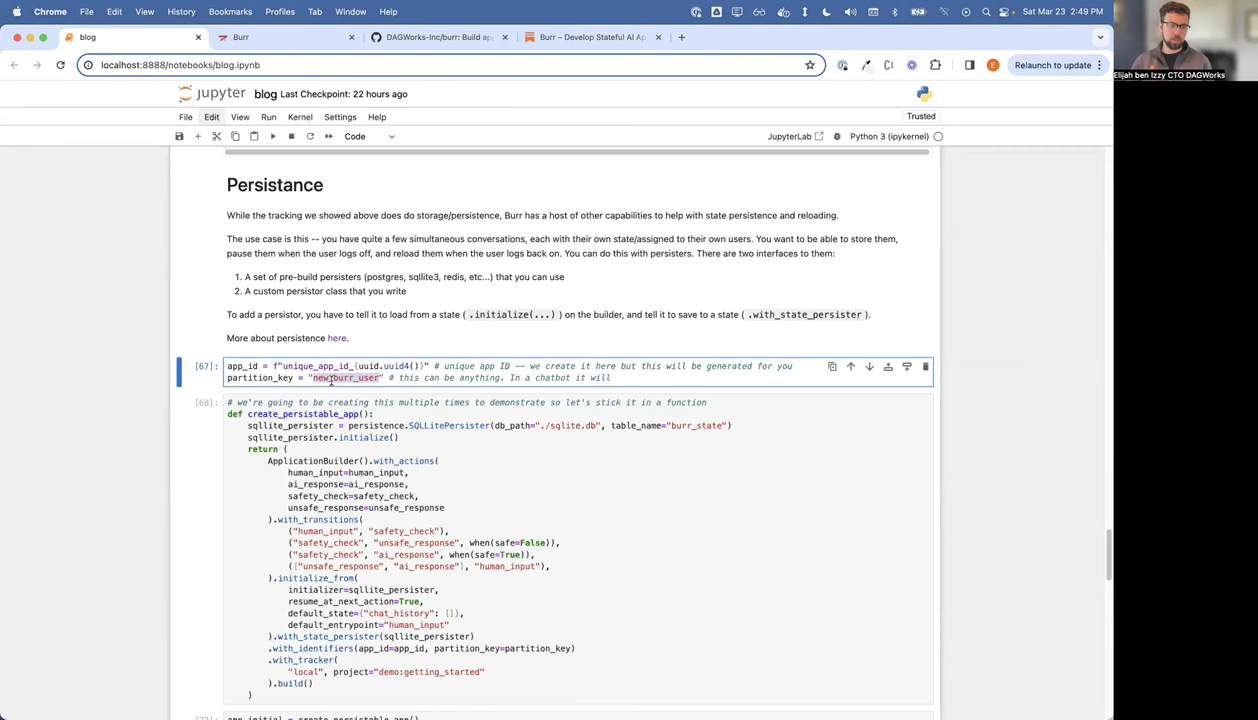 Chrome File Edit View History Bookmarks Profiles Tab Window Help
Sat Mar 23 2:49 PM
blog
Burr
DAGWorks-Inc/burr: Build ap
Burr – Develop Stateful AI Ap
localhost:8888/notebooks/blog.ipynb
Relaunch to update
E
Elijah ben Izzy CTO DAGWorks
jupyter blog Last Checkpoint: 22 hours ago
File Edit View Run Kernel Settings Help
Trusted
Code
JupyterLab
Python 3 (ipykernel)
Persistance
While the tracking we showed above does do storage/persistence, Burr has a host of other capabilities to help with state persistence and reloading.
The use case is this -- you have quite a few simultaneous conversations, each with their own state/assigned to their own users. You want to be able to store them,
pause them when the user logs off, and reload them when the user logs back on. You can do this with persisters. There are two interfaces to them:
1. A set of pre-build persisters (postgres, sqllite3, redis, etc...) that you can use
2. A custom persistor class that you write
To add a persistor, you have to tell it to load from a state ( .initialize(...) ) on the builder, and tell it to save to a state ( .with_state_persister ).
More about persistence here.
[67]:
app_id = f"unique_app_id_{uuid.uuid4()}" # unique app ID -- we create it here but this will be generated for you
partition_key = "new_burr_user" # this can be anything. In a chatbot it will
[68]:
# we're going to be creating this multiple times to demonstrate so let's stick it in a function
def create_persistable_app():
    sqllite_persister = persistence.SQLLitePersister(db_path="./sqlite.db", table_name="burr_state")
    sqllite_persister.initialize()
    return (
        ApplicationBuilder().with_actions(
            human_input=human_input,
            ai_response=ai_response,
            safety_check=safety_check,
            unsafe_response=unsafe_response
        ).with_transitions(
            ("human_input", "safety_check"),
            ("safety_check", "unsafe_response", when(safe=False)),
            ("safety_check", "ai_response", when(safe=True)),
            (["unsafe_response", "ai_response"], "human_input"),
        ).initialize_from(
            initializer=sqllite_persister,
            resume_at_next_action=True,
            default_state={"chat_history": []},
            default_entrypoint="human_input"
        ).with_state_persister(sqllite_persister)
        .with_identifiers(app_id=app_id, partition_key=partition_key)
        .with_tracker(
            "local", project="demo:getting_started"
        ).build()
    )
app_initial = create_persistable_app()